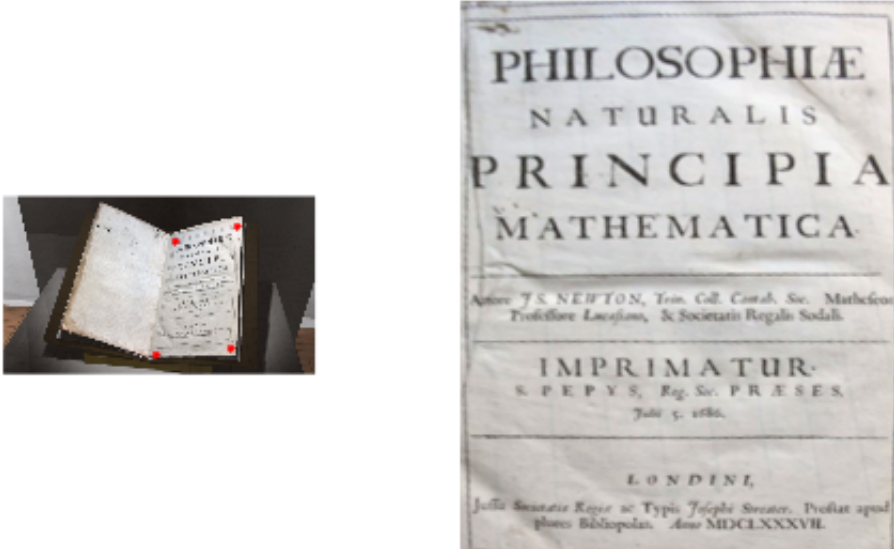 PHILOSOPHIÆ
NATURALIS
PRINCIPIA
MATHEMATICA.
Autore JS. NEWTON, Trin. Coll. Cantab. Soc. Matheseos
Professore Lucasiano, & Societatis Regalis Sodali.
IMPRIMATUR.
S. PEPYS, Reg. Soc. PRÆSES.
Julii 5. 1686.
LONDINI,
Jussu Societatis Regiæ ac Typis Josephi Streater. Prostat apud
plures Bibliopolas. Anno MDCLXXXVII.